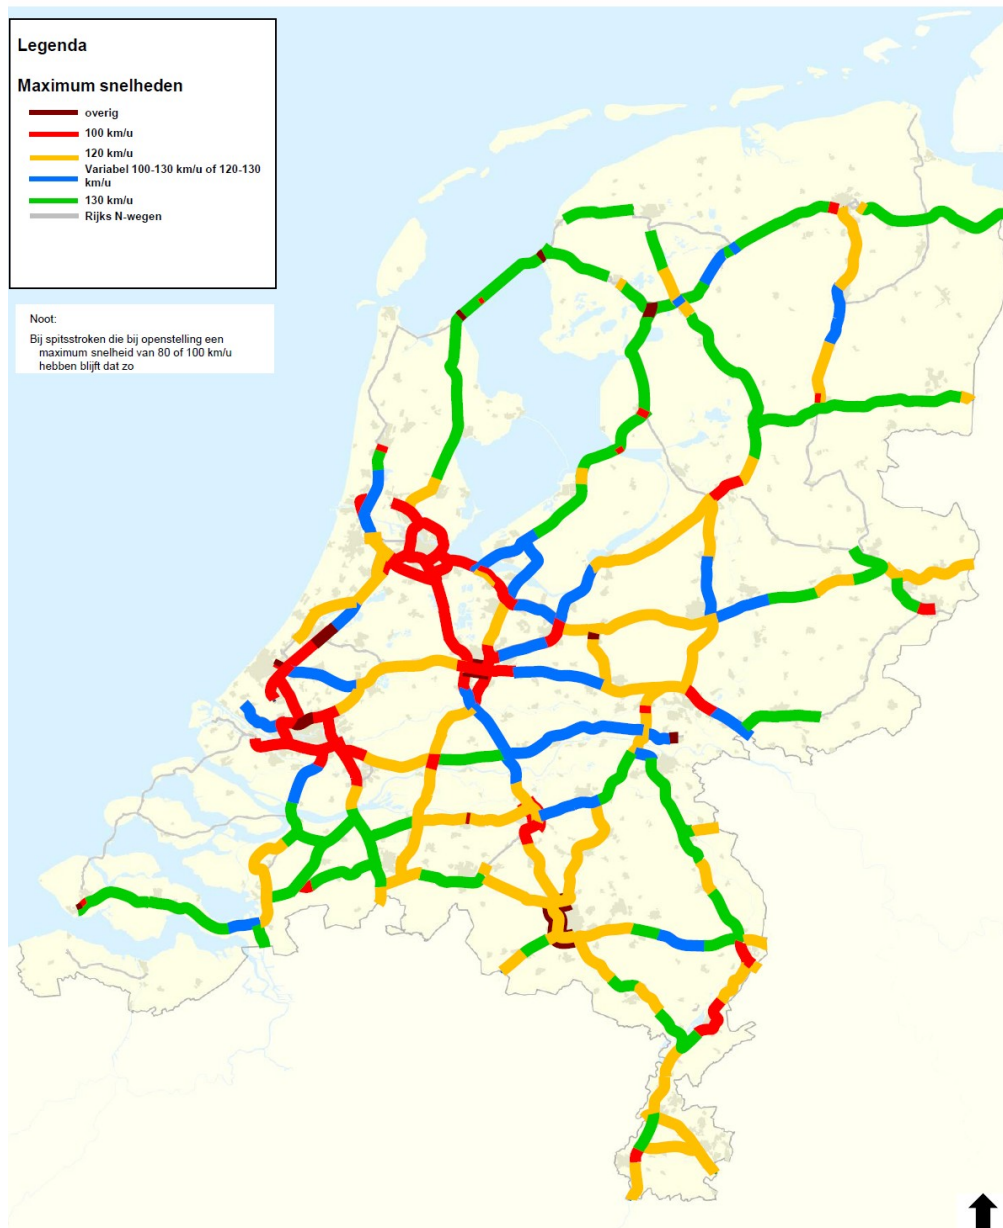 Legenda
Maximum snelheden
overig
100 km/u
120 km/u
Variabel 100-130 km/u of 120-130
km/u
130 km/u
Rijks N-wegen
Noot:
Bij spitsstroken die bij openstelling een
maximum snelheid van 80 of 100 km/u
hebben blijft dat zo